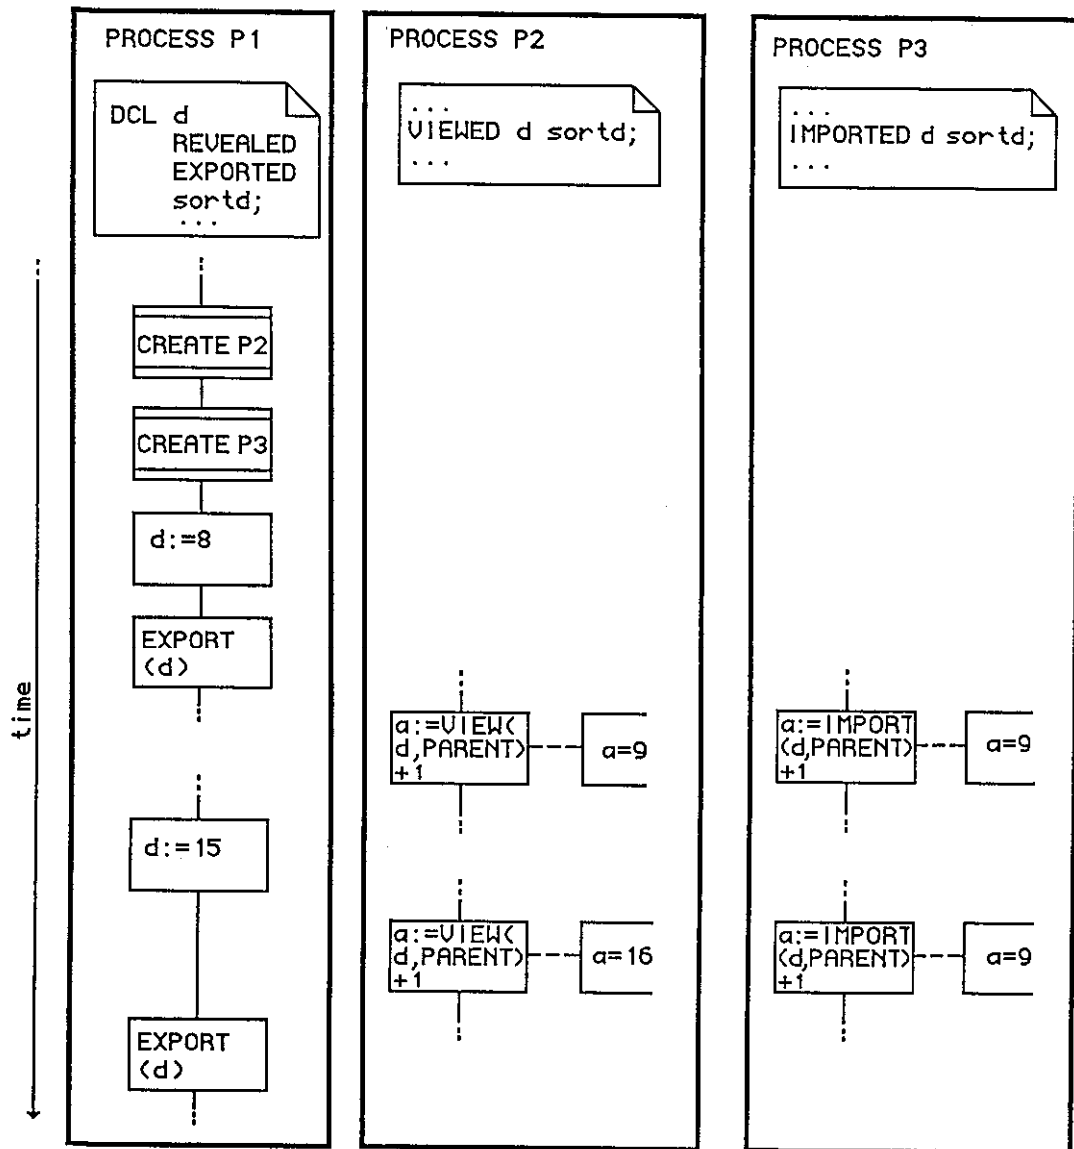 PROCESS P1
DCL d
REVEALED
EXPORTED
sortd;
...
CREATE P2
CREATE P3
d:=8
EXPORT
(d)
d:=15
EXPORT
(d)
time
PROCESS P2
...
VIEWED d sortd;
...
a:=VIEW(
d,PARENT)
+1
a=9
a:=VIEW(
d,PARENT)
+1
a=16
PROCESS P3
...
IMPORTED d sortd;
...
a:=IMPORT
(d,PARENT)
+1
a=9
a:=IMPORT
(d,PARENT)
+1
a=9